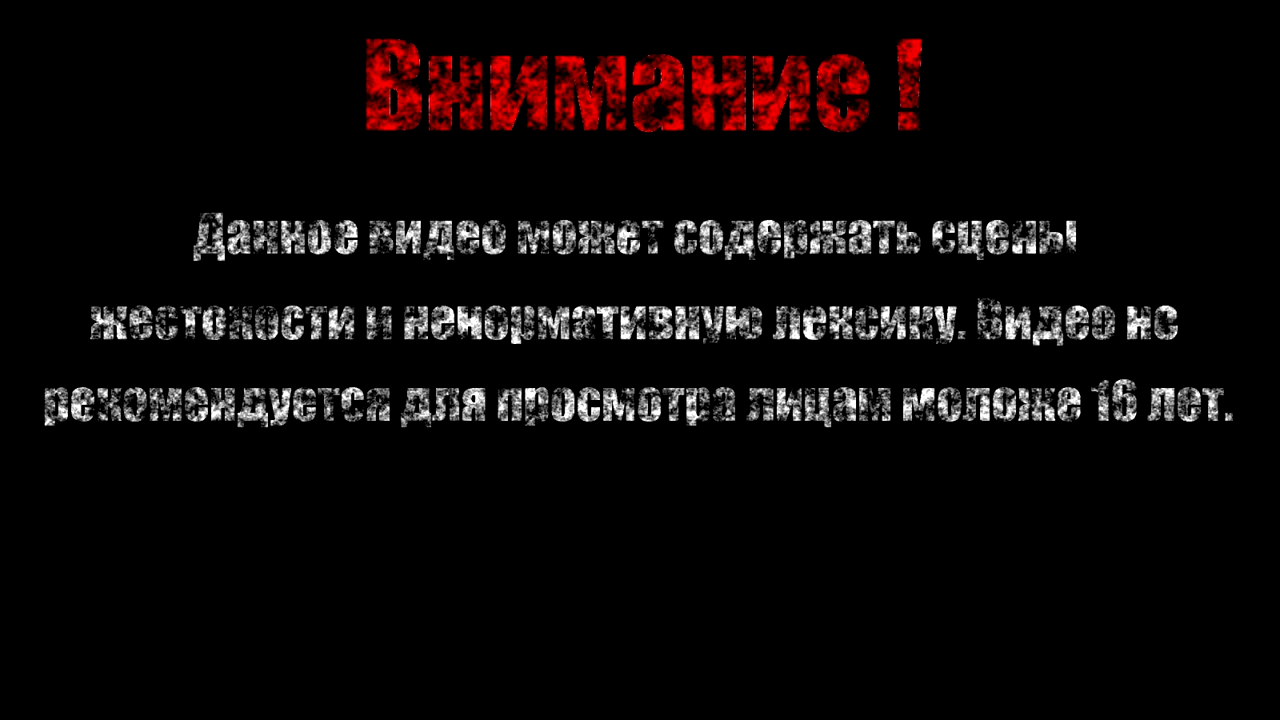 Внимание !
Данное видео может содержать сцены
жестокости и ненормативную лексику. Видео не
рекомендуется для просмотра лицам моложе 16 лет.